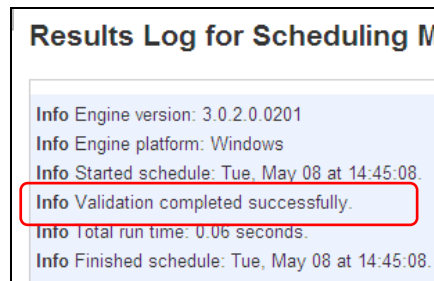 Results Log for Scheduling M
Info Engine version: 3.0.2.0.0201
Info Engine platform: Windows
Info Started schedule: Tue, May 08 at 14:45:08.
Info Validation completed successfully.
Info Total run time: 0.06 seconds.
Info Finished schedule: Tue, May 08 at 14:45:08.